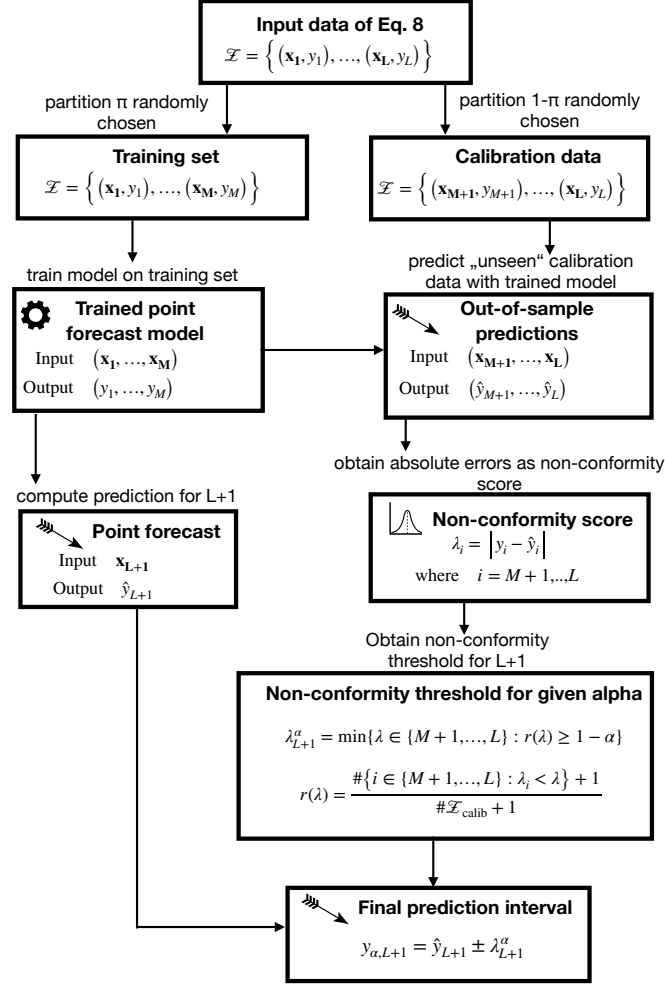 Input data of Eq. 8
𝒵 = {(x₁, y₁), …, (x_L, y_L)}
partition π randomly
chosen
partition 1-π randomly
chosen
Training set
𝒵 = {(x₁, y₁), …, (x_M, y_M)}
Calibration data
𝒵 = {(x_{M+1}, y_{M+1}), …, (x_L, y_L)}
train model on training set
predict „unseen“ calibration
data with trained model
Trained point
forecast model
Input (x₁, …, x_M)
Output (y₁, …, y_M)
Out-of-sample
predictions
Input (x_{M+1}, …, x_L)
Output (ŷ_{M+1}, …, ŷ_L)
obtain absolute errors as non-conformity
score
compute prediction for L+1
Point forecast
Input x_{L+1}
Output ŷ_{L+1}
Non-conformity score
λ_i = |y_i − ŷ_i|
where i = M + 1,..,L
Obtain non-conformity
threshold for L+1
Non-conformity threshold for given alpha
λ^α_{L+1} = min{λ ∈ {M + 1,…, L} : r(λ) ≥ 1 − α}
r(λ) = (#{i ∈ {M + 1,…, L} : λ_i < λ} + 1) / (#𝒵_calib + 1)
Final prediction interval
y_{α,L+1} = ŷ_{L+1} ± λ^α_{L+1}